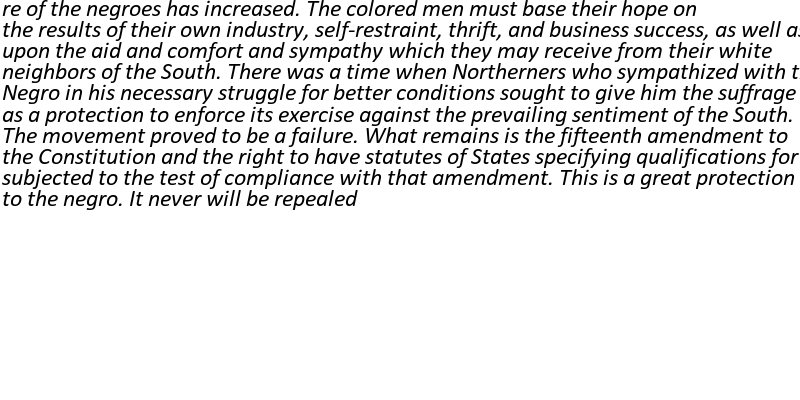 re of the negroes has increased. The colored men must base their hope on
the results of their own industry, self-restraint, thrift, and business success, as well as
upon the aid and comfort and sympathy which they may receive from their white
neighbors of the South. There was a time when Northerners who sympathized with t
Negro in his necessary struggle for better conditions sought to give him the suffrage
as a protection to enforce its exercise against the prevailing sentiment of the South.
The movement proved to be a failure. What remains is the fifteenth amendment to
the Constitution and the right to have statutes of States specifying qualifications for
subjected to the test of compliance with that amendment. This is a great protection
to the negro. It never will be repealed